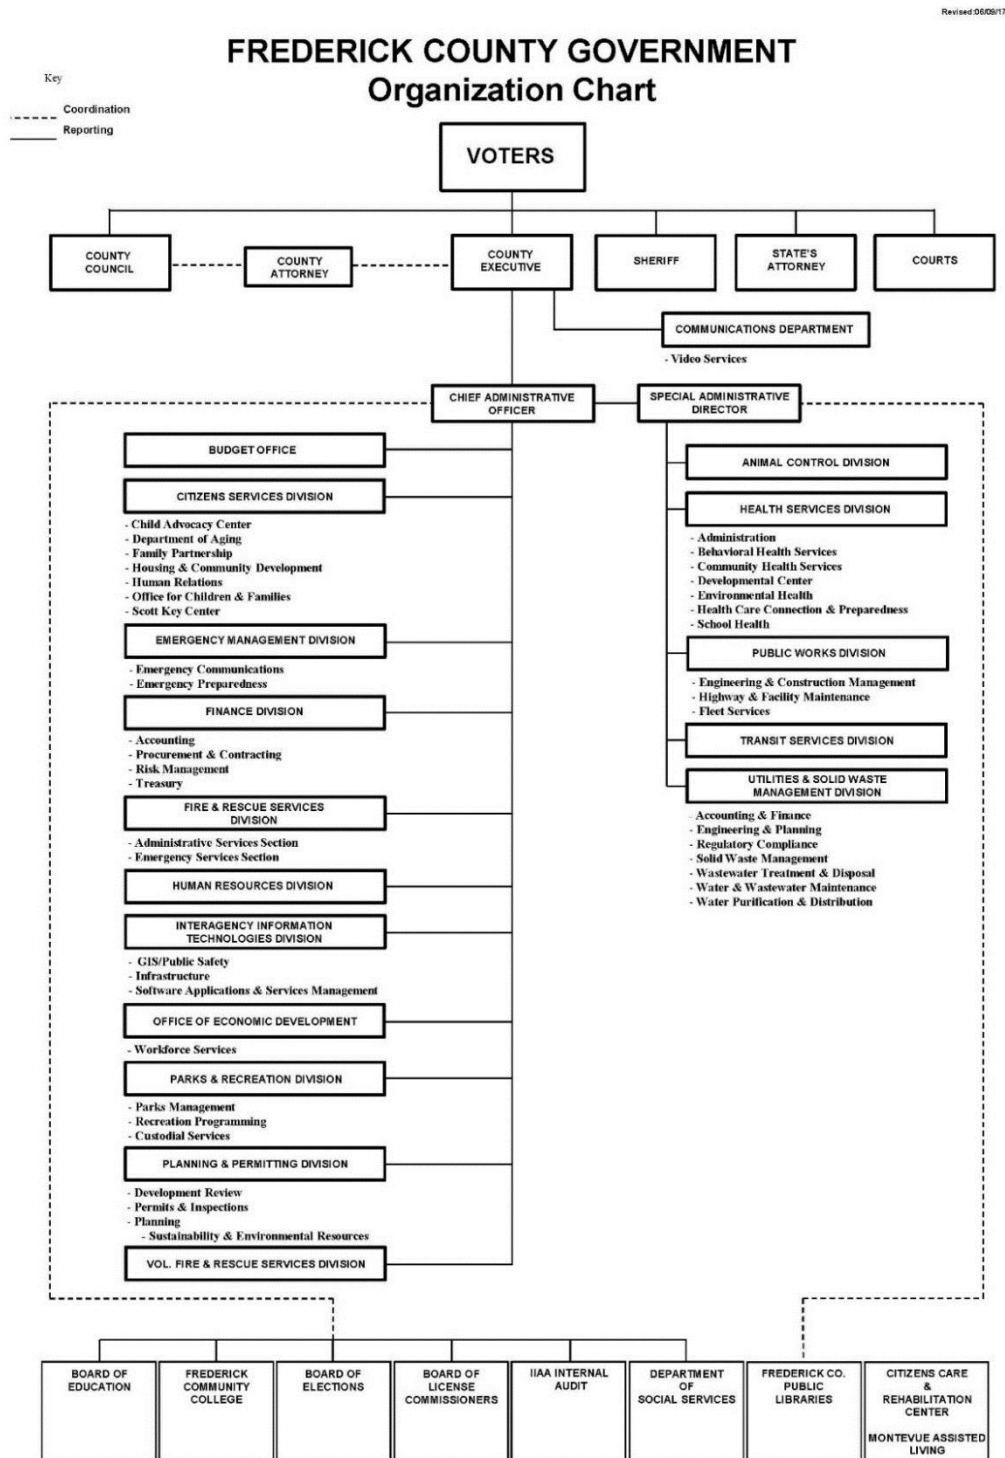 Revised:06/09/17
FREDERICK COUNTY GOVERNMENT
Organization Chart
Key
Coordination
Reporting
VOTERS
COUNTY
COUNCIL
COUNTY
ATTORNEY
COUNTY
EXECUTIVE
SHERIFF
STATE'S
ATTORNEY
COURTS
COMMUNICATIONS DEPARTMENT
- Video Services
CHIEF ADMINISTRATIVE
OFFICER
SPECIAL ADMINISTRATIVE
DIRECTOR
BUDGET OFFICE
CITIZENS SERVICES DIVISION
- Child Advocacy Center
- Department of Aging
- Family Partnership
- Housing & Community Development
- Human Relations
- Office for Children & Families
- Scott Key Center
EMERGENCY MANAGEMENT DIVISION
- Emergency Communications
- Emergency Preparedness
FINANCE DIVISION
- Accounting
- Procurement & Contracting
- Risk Management
- Treasury
FIRE & RESCUE SERVICES
DIVISION
- Administrative Services Section
- Emergency Services Section
HUMAN RESOURCES DIVISION
INTERAGENCY INFORMATION
TECHNOLOGIES DIVISION
- GIS/Public Safety
- Infrastructure
- Software Applications & Services Management
OFFICE OF ECONOMIC DEVELOPMENT
- Workforce Services
PARKS & RECREATION DIVISION
- Parks Management
- Recreation Programming
- Custodial Services
PLANNING & PERMITTING DIVISION
- Development Review
- Permits & Inspections
- Planning
- Sustainability & Environmental Resources
VOL. FIRE & RESCUE SERVICES DIVISION
ANIMAL CONTROL DIVISION
HEALTH SERVICES DIVISION
- Administration
- Behavioral Health Services
- Community Health Services
- Developmental Center
- Environmental Health
- Health Care Connection & Preparedness
- School Health
PUBLIC WORKS DIVISION
- Engineering & Construction Management
- Highway & Facility Maintenance
- Fleet Services
TRANSIT SERVICES DIVISION
UTILITIES & SOLID WASTE
MANAGEMENT DIVISION
- Accounting & Finance
- Engineering & Planning
- Regulatory Compliance
- Solid Waste Management
- Wastewater Treatment & Disposal
- Water & Wastewater Maintenance
- Water Purification & Distribution
BOARD OF
EDUCATION
FREDERICK
COMMUNITY
COLLEGE
BOARD OF
ELECTIONS
BOARD OF
LICENSE
COMMISSIONERS
IIAA INTERNAL
AUDIT
DEPARTMENT
OF
SOCIAL SERVICES
FREDERICK CO.
PUBLIC
LIBRARIES
CITIZENS CARE
&
REHABILITATION
CENTER
MONTEVUE ASSISTED
LIVING